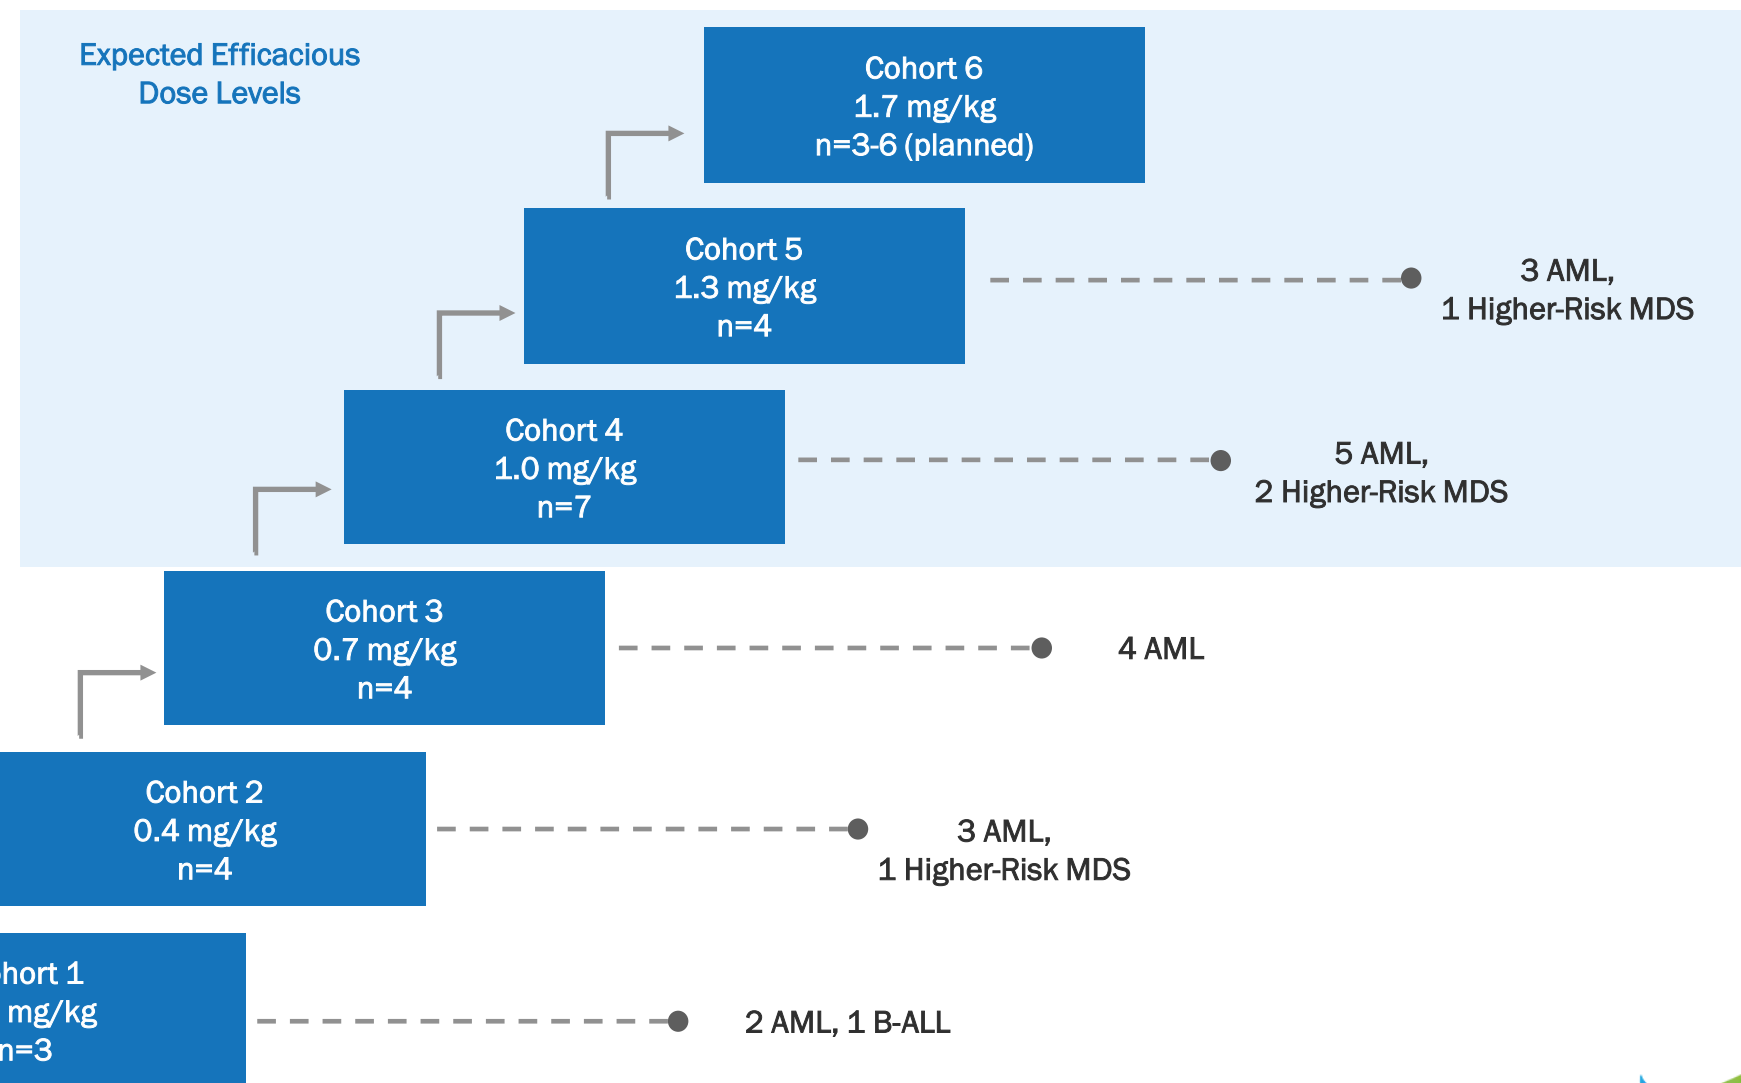 Expected Efficacious
Dose Levels
Cohort 6
1.7 mg/kg
n=3-6 (planned)
Cohort 5
1.3 mg/kg
n=4
3 AML,
1 Higher-Risk MDS
Cohort 4
1.0 mg/kg
n=7
5 AML,
2 Higher-Risk MDS
Cohort 3
0.7 mg/kg
n=4
4 AML
Cohort 2
0.4 mg/kg
n=4
3 AML,
1 Higher-Risk MDS
hort 1
mg/kg
n=3
2 AML, 1 B-ALL